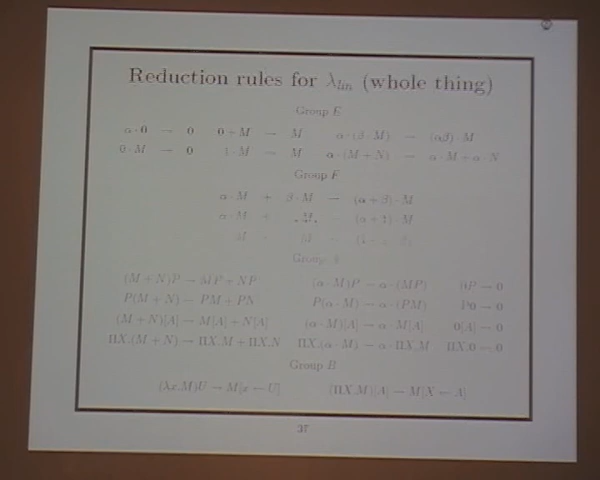 Reduction rules for λ_lin (whole thing)
Group E
α · 0 → 0 0 + M → M α · (β · M) → (αβ) · M
0 · M → 0 1 · M → M α · (M + N) → α · M + α · N
Group F
α · M + β · M → (α + β) · M
α · M + M → (α + 1) · M
Group
(M + N)P → MP + NP (α · M)P → α · (MP) 0P → 0
P(M + N) → PM + PN P(α · M) → α · (PM) P0 → 0
(M + N)[A] → M[A] + N[A] (α · M)[A] → α · M[A] 0[A] → 0
ΠX.(M + N) → ΠX.M + ΠX.N ΠX.(α · M) → α · ΠX.M ΠX.0 → 0
Group B
(λx.M)U → M[x ← U] (ΠX.M)[A] → M[X ← A]
37